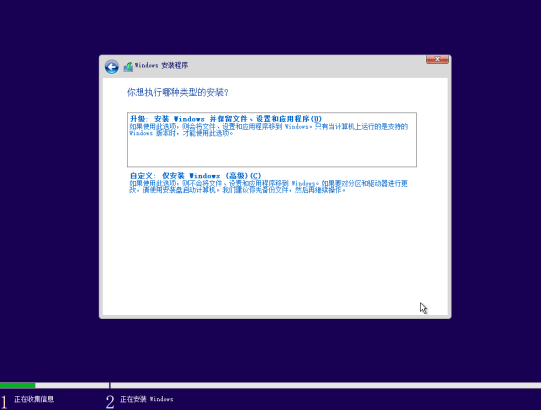 Windows 安装程序
你想执行哪种类型的安装?
升级: 安装 Windows 并保留文件、设置和应用程序(U)
如果使用此选项，则会将文件、设置和应用程序移到 Windows。只有当计算机上运行的是支持的
Windows 版本时，才能使用此选项。
自定义: 仅安装 Windows (高级)(C)
如果使用此选项，则不会将文件、设置和应用程序移到 Windows。如果要对分区和驱动器进行更
改，请使用安装盘启动计算机。我们建议你先备份文件，然后再继续操作。
1 正在收集信息
2 正在安装 Windows